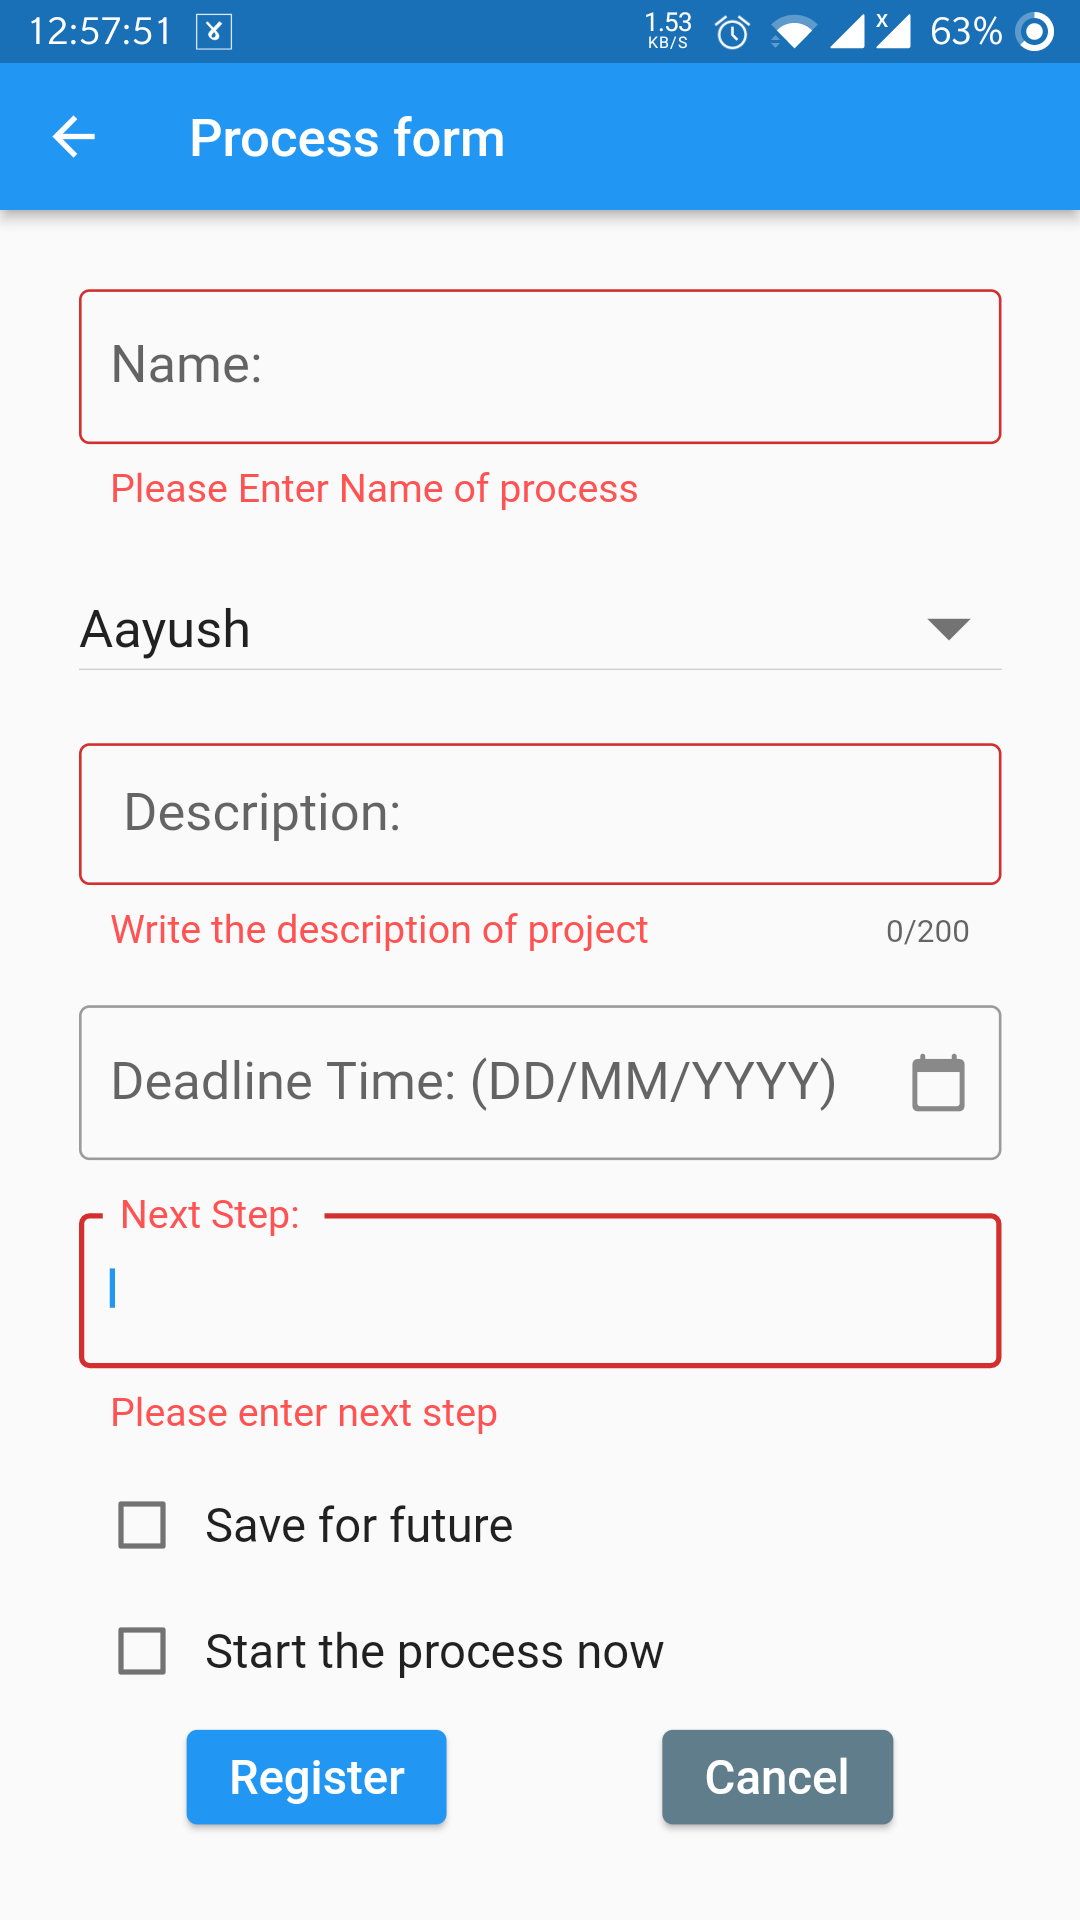 12:57:51 1.53 KB/S x 63%
Process form
Name:
Please Enter Name of process
Aayush
Description:
Write the description of project 0/200
Deadline Time: (DD/MM/YYYY)
Next Step:
Please enter next step
Save for future
Start the process now
Register Cancel